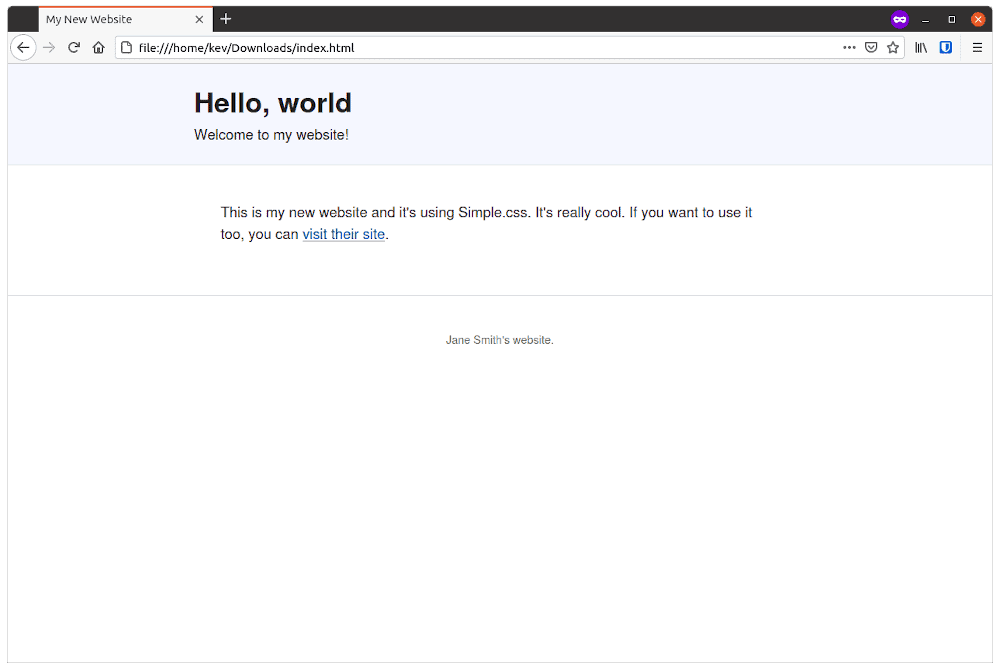 My New Website
file:///home/kev/Downloads/index.html
Hello, world
Welcome to my website!
This is my new website and it's using Simple.css. It's really cool. If you want to use it
too, you can visit their site.
Jane Smith's website.